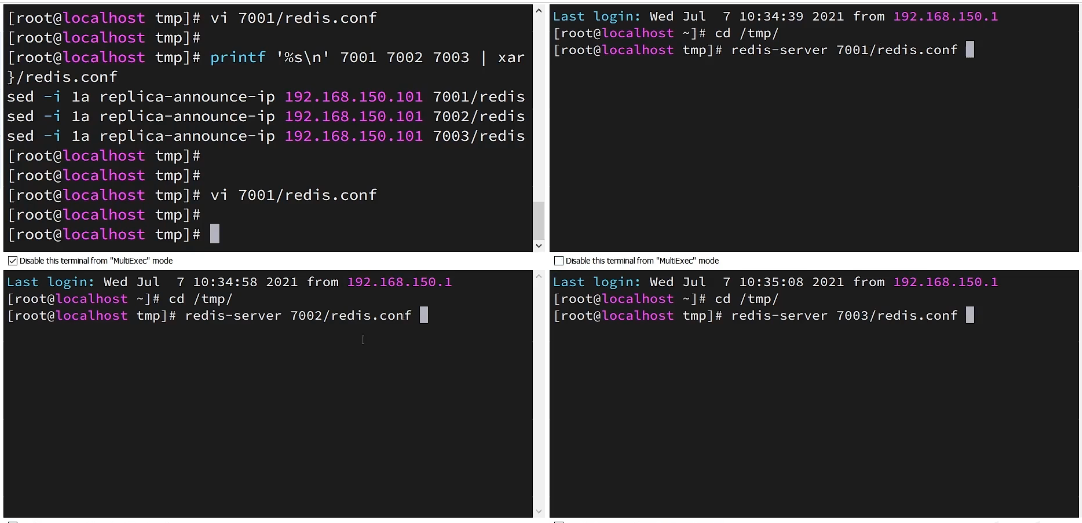 [root@localhost tmp]# vi 7001/redis.conf
[root@localhost tmp]#
[root@localhost tmp]# printf '%s\n' 7001 7002 7003 | xar
}/redis.conf
sed -i 1a replica-announce-ip 192.168.150.101 7001/redis
sed -i 1a replica-announce-ip 192.168.150.101 7002/redis
sed -i 1a replica-announce-ip 192.168.150.101 7003/redis
[root@localhost tmp]#
[root@localhost tmp]#
[root@localhost tmp]# vi 7001/redis.conf
[root@localhost tmp]#
[root@localhost tmp]#
Disable this terminal from "MultiExec" mode
Last login: Wed Jul  7 10:34:39 2021 from 192.168.150.1
[root@localhost ~]# cd /tmp/
[root@localhost tmp]# redis-server 7001/redis.conf
Disable this terminal from "MultiExec" mode
Last login: Wed Jul  7 10:34:58 2021 from 192.168.150.1
[root@localhost ~]# cd /tmp/
[root@localhost tmp]# redis-server 7002/redis.conf
Last login: Wed Jul  7 10:35:08 2021 from 192.168.150.1
[root@localhost ~]# cd /tmp/
[root@localhost tmp]# redis-server 7003/redis.conf